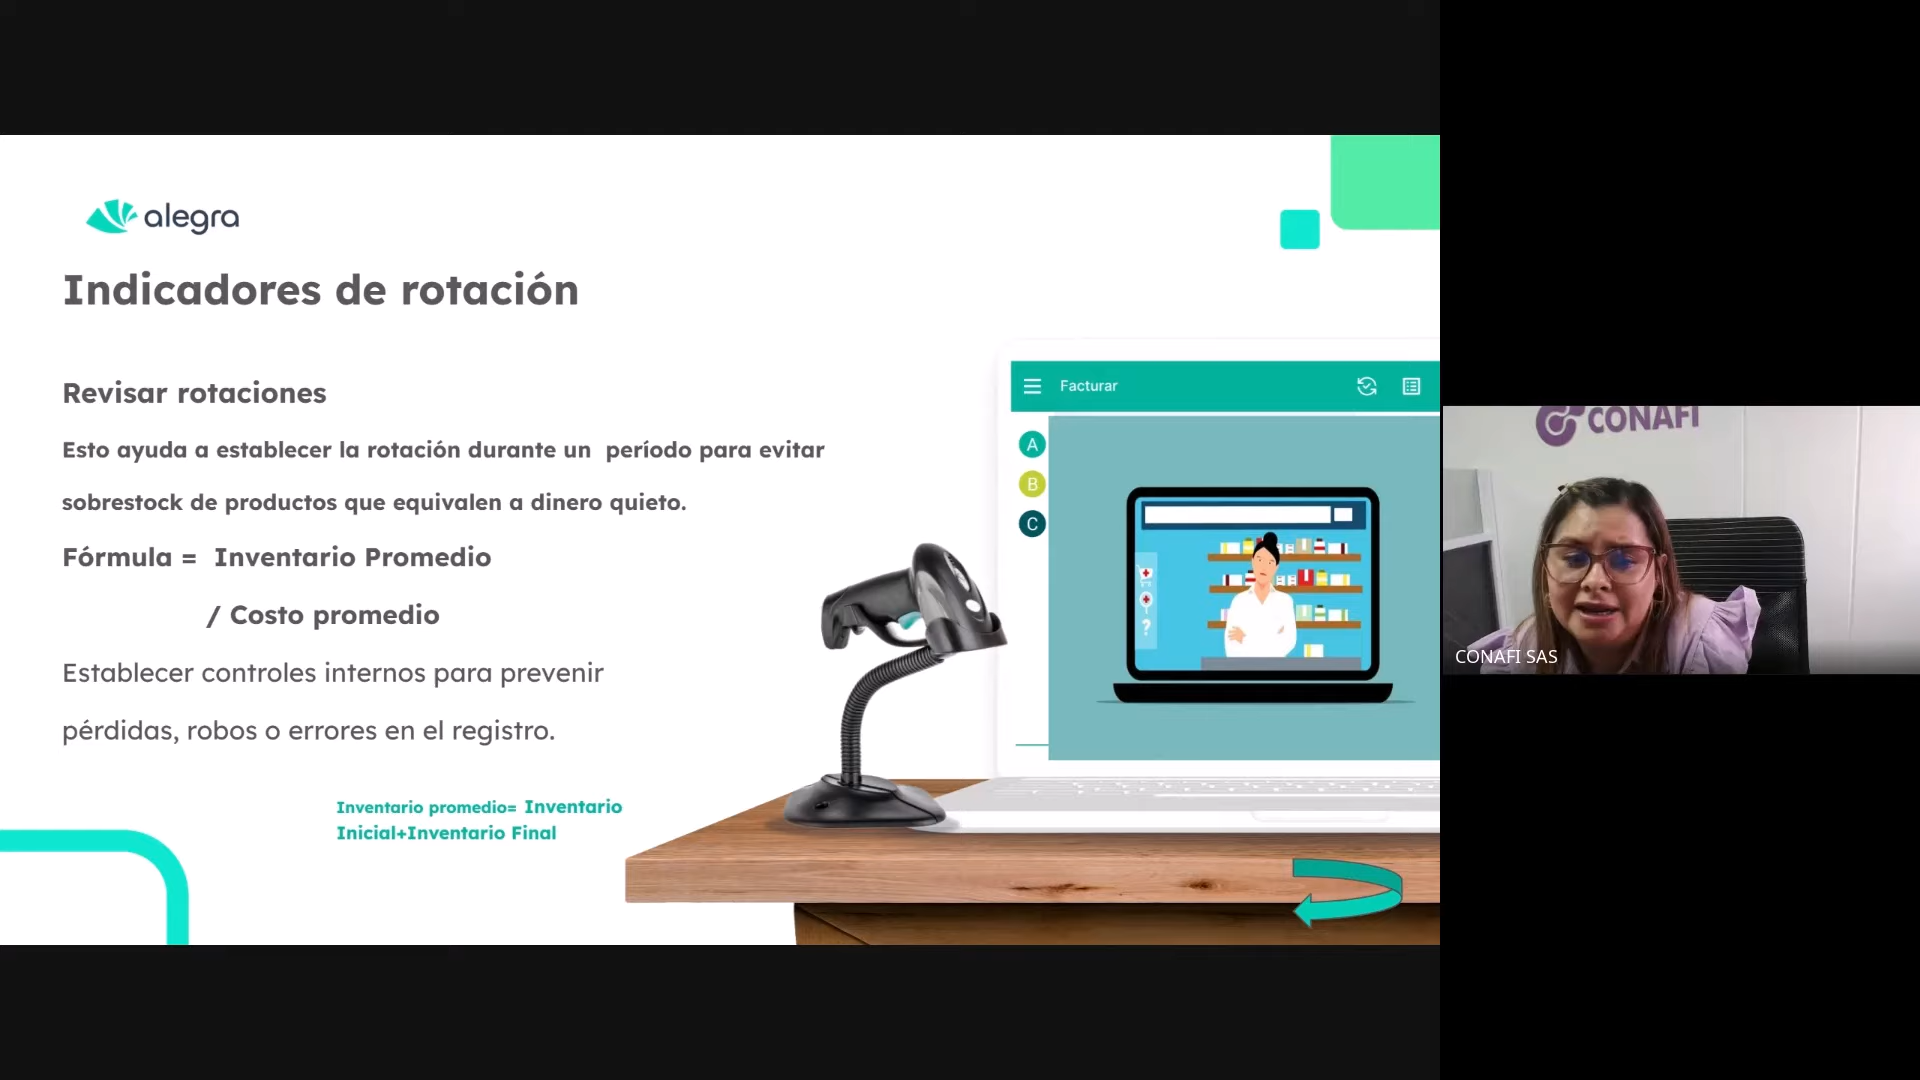 alegra
Indicadores de rotación
Revisar rotaciones
Esto ayuda a establecer la rotación durante un período para evitar
sobrestock de productos que equivalen a dinero quieto.
Fórmula = Inventario Promedio
/ Costo promedio
Establecer controles internos para prevenir
pérdidas, robos o errores en el registro.
Inventario promedio= Inventario
Inicial+Inventario Final
Facturar
A
B
C
?
CONAFI
CONAFI SAS